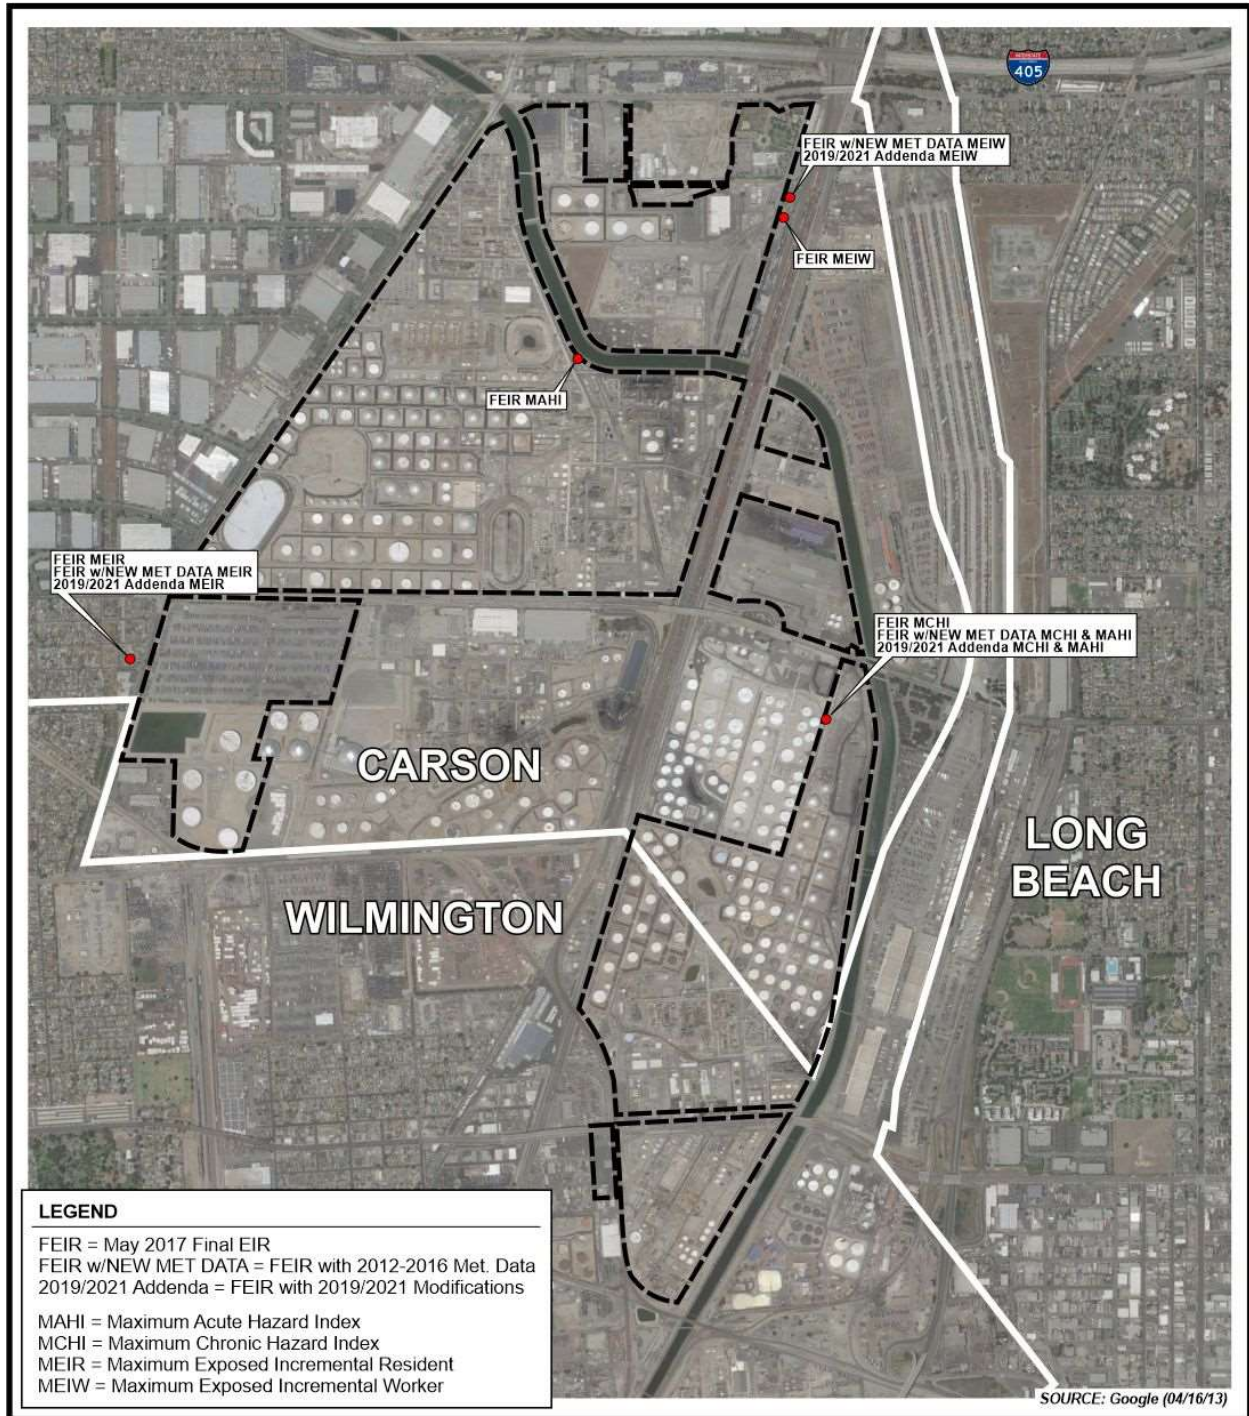 INTERSTATE
405
FEIR w/NEW MET DATA MEIW
2019/2021 Addenda MEIW
FEIR MEIW
FEIR MAHI
FEIR MEIR
FEIR w/NEW MET DATA MEIR
2019/2021 Addenda MEIR
FEIR MCHI
FEIR w/NEW MET DATA MCHI & MAHI
2019/2021 Addenda MCHI & MAHI
CARSON
LONG
BEACH
WILMINGTON
LEGEND
FEIR = May 2017 Final EIR
FEIR w/NEW MET DATA = FEIR with 2012-2016 Met. Data
2019/2021 Addenda = FEIR with 2019/2021 Modifications
MAHI = Maximum Acute Hazard Index
MCHI = Maximum Chronic Hazard Index
MEIR = Maximum Exposed Incremental Resident
MEIW = Maximum Exposed Incremental Worker
SOURCE: Google (04/16/13)